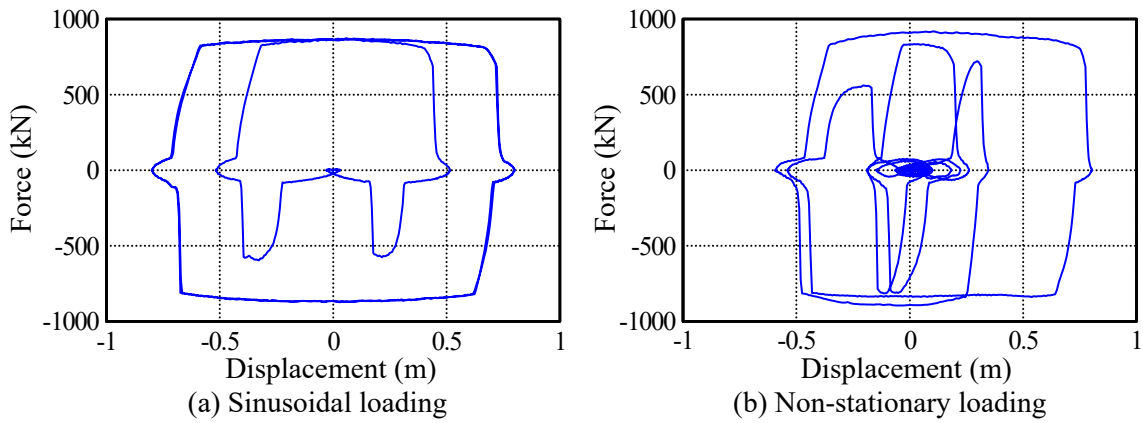 1000
500
0
-500
-1000
Force (kN)
-1 -0.5 0 0.5 1
Displacement (m)
(a) Sinusoidal loading
1000
500
0
-500
-1000
Force (kN)
-1 -0.5 0 0.5 1
Displacement (m)
(b) Non-stationary loading